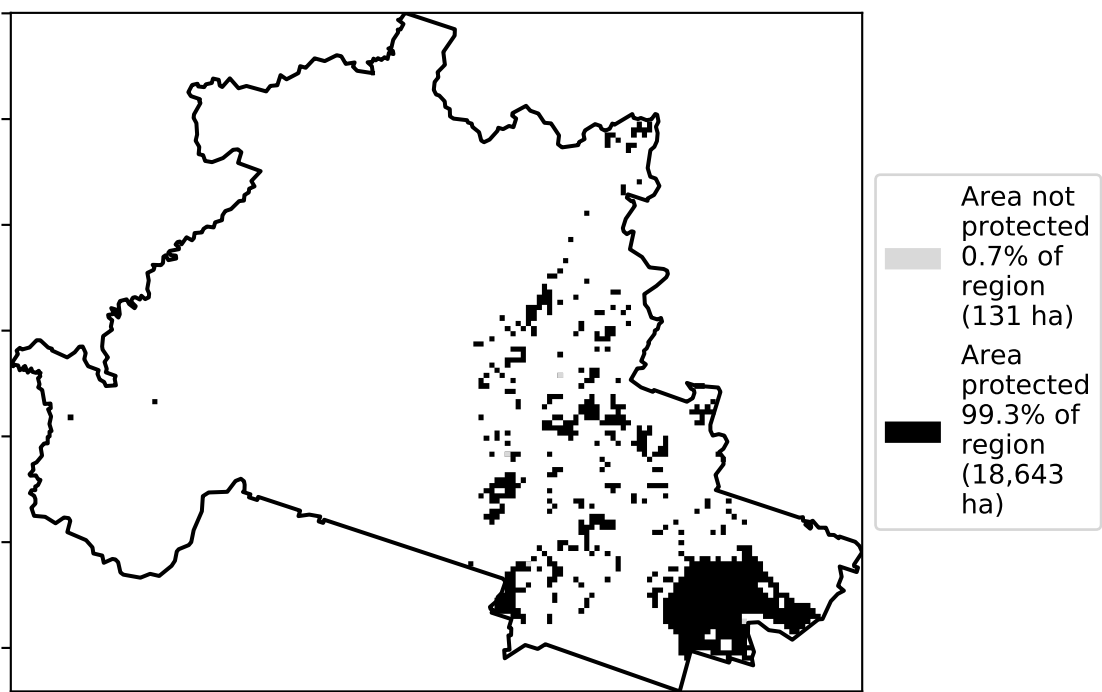 Area not
protected
0.7% of
region
(131 ha)
Area
protected
99.3% of
region
(18,643
ha)